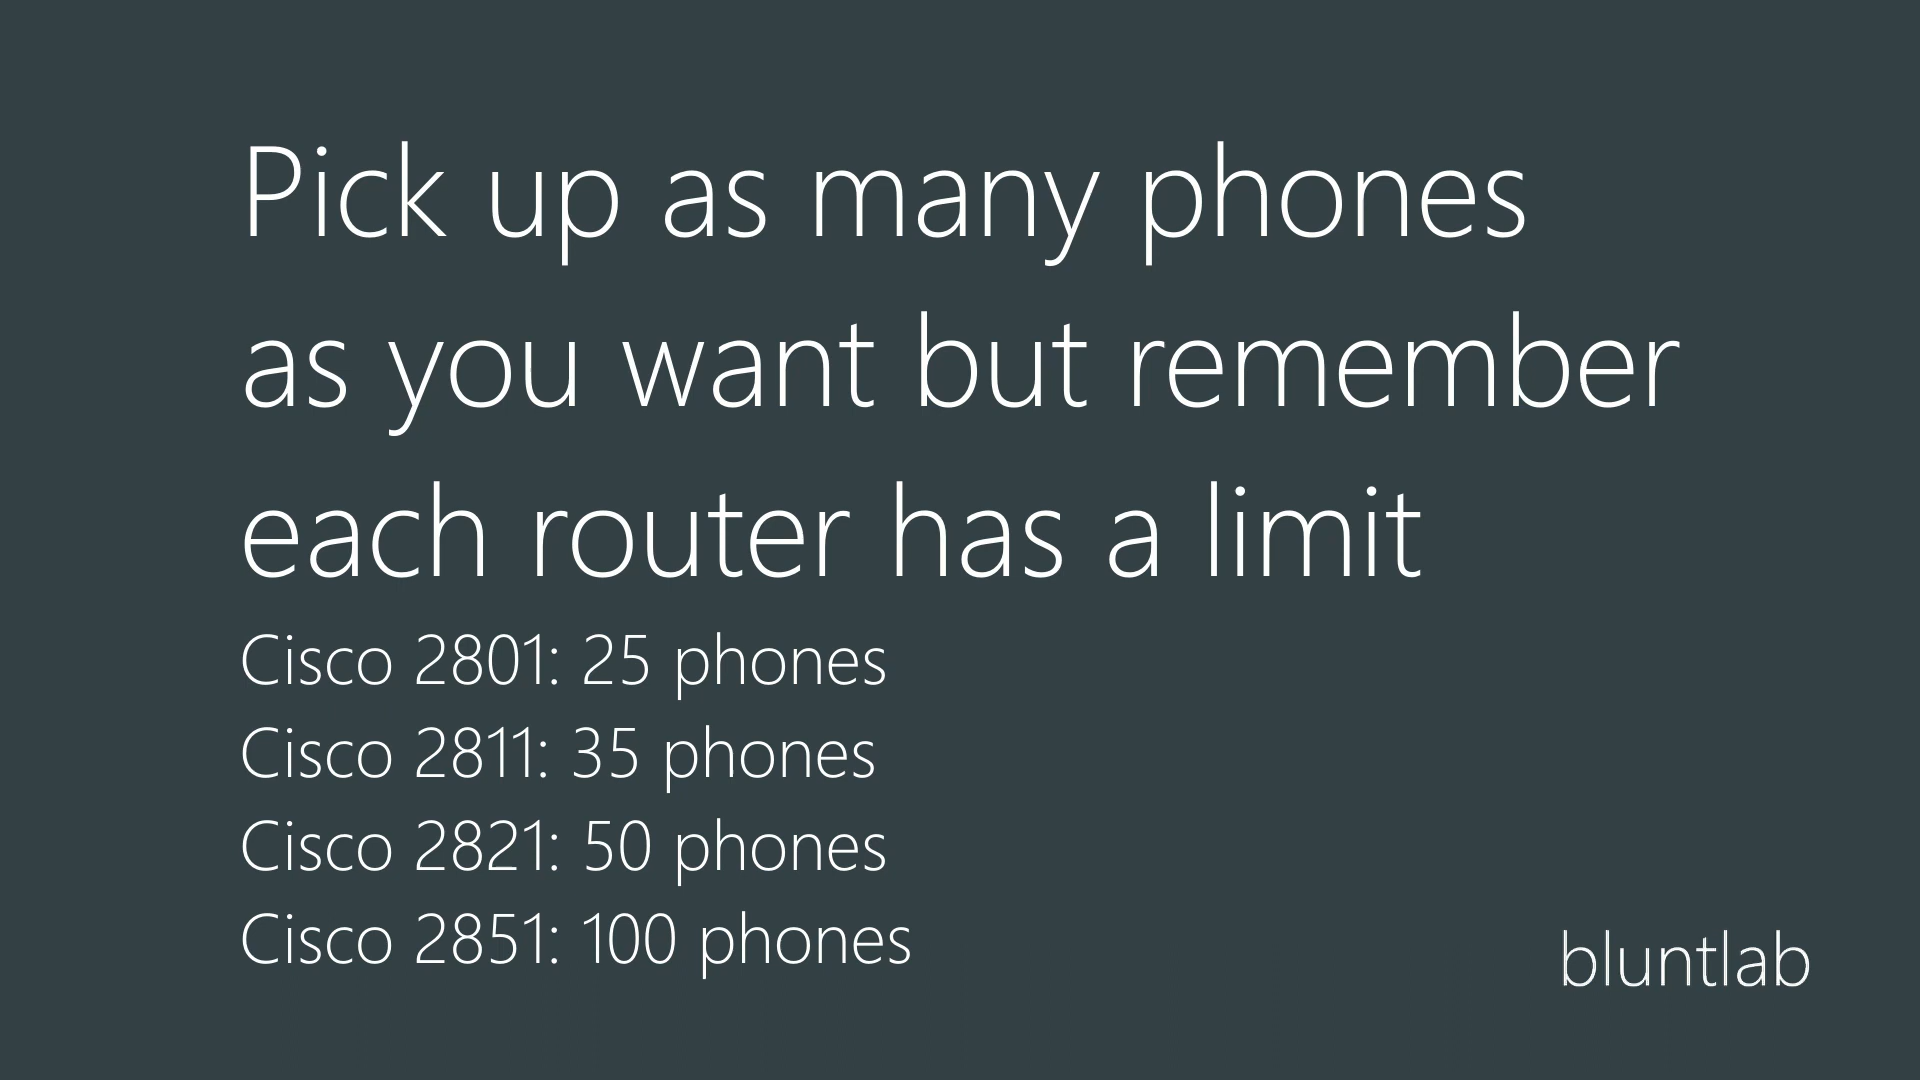 Pick up as many phones
as you want but remember
each router has a limit
Cisco 2801: 25 phones
Cisco 2811: 35 phones
Cisco 2821: 50 phones
Cisco 2851: 100 phones
bluntlab